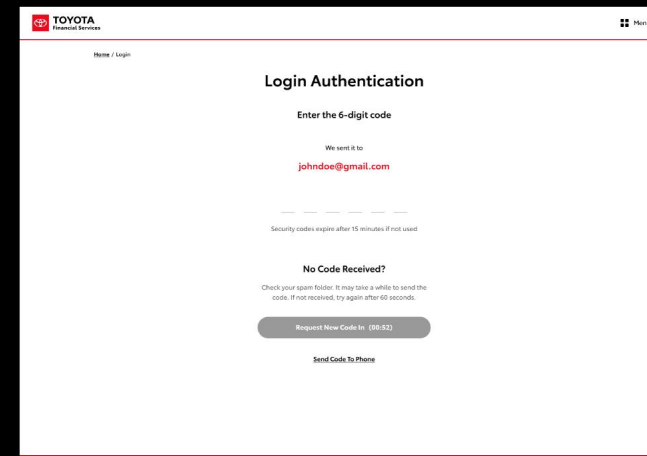 TOYOTA
Financial Services
Men
Home / Login
Login Authentication
Enter the 6-digit code
We sent it to
johndoe@gmail.com
Security codes expire after 15 minutes if not used
No Code Received?
Check your spam folder. It may take a while to send the
code. If not received, try again after 60 seconds.
Request New Code In (00:52)
Send Code To Phone